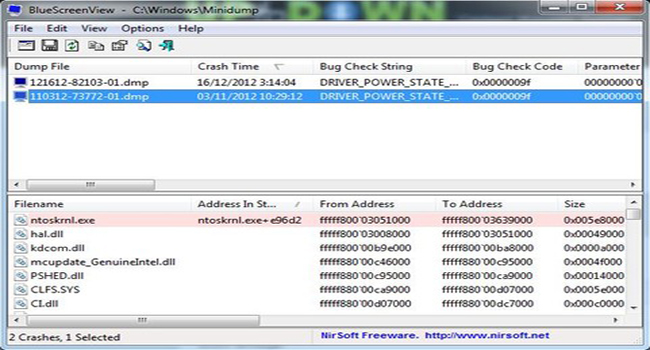 BlueScreenView - C:\Windows\Minidump
File Edit View Options Help
Dump File Crash Time Bug Check String Bug Check Code Parameter
121612-82103-01.dmp 16/12/2012 3:14:04 DRIVER_POWER_STATE_... 0x0000009f 00000000`0
110312-73772-01.dmp 03/11/2012 10:29:12 DRIVER_POWER_STATE_... 0x0000009f 00000000`0
Filename Address In St... From Address To Address Size
ntoskrnl.exe ntoskrnl.exe+e96d2 fffff800`03051000 fffff800`03639000 0x005e8000
hal.dll fffff800`03008000 fffff800`03051000 0x00049000
kdcom.dll fffff800`00b9e000 fffff800`00ba8000 0x0000a000
mcupdate_GenuineIntel.dll fffff880`00c46000 fffff880`00c95000 0x0004f000
PSHED.dll fffff880`00c95000 fffff880`00ca9000 0x00014000
CLFS.SYS fffff880`00ca9000 fffff880`00d07000 0x0005e000
CI.dll fffff880`00d07000 fffff880`00dc7000 0x000c0000
2 Crashes, 1 Selected NirSoft Freeware. http://www.nirsoft.net